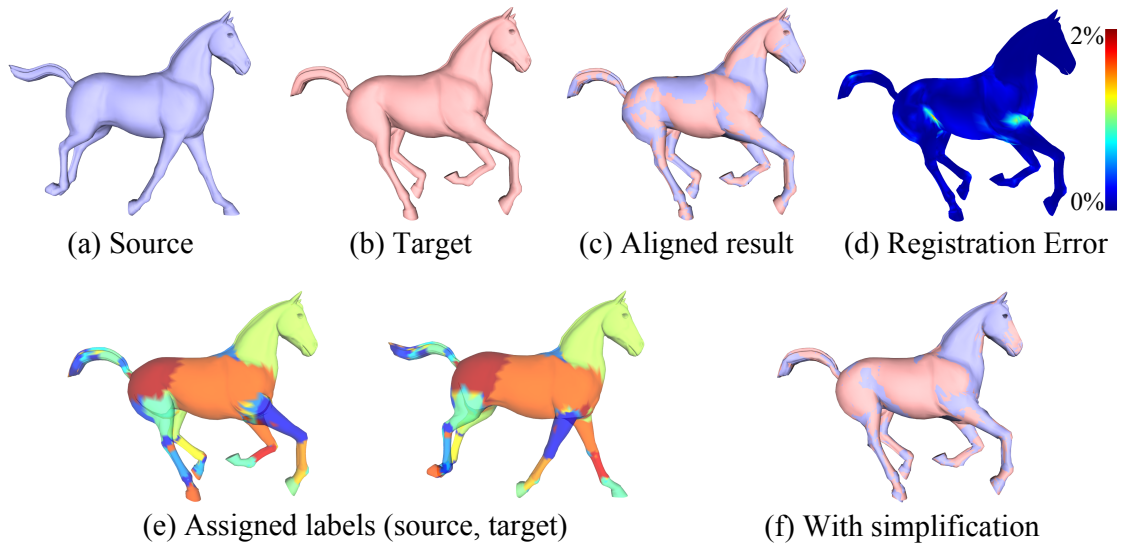 2%
0%
(a) Source
(b) Target
(c) Aligned result
(d) Registration Error
(e) Assigned labels (source, target)
(f) With simplification